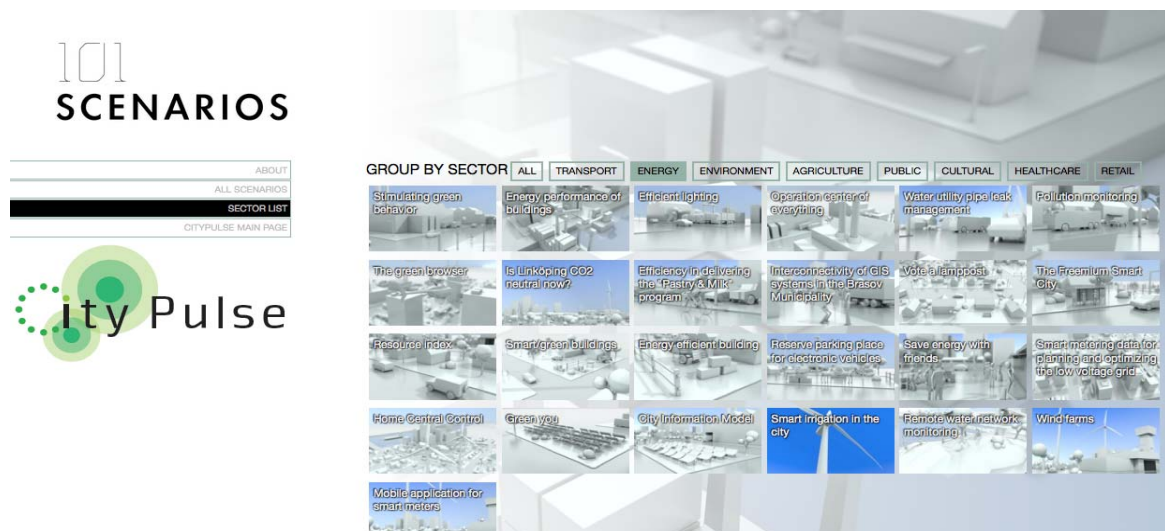 101
SCENARIOS
ABOUT
ALL SCENARIOS
SECTOR LIST
CITYPULSE MAIN PAGE
City Pulse
GROUP BY SECTOR ALL TRANSPORT ENERGY ENVIRONMENT AGRICULTURE PUBLIC CULTURAL HEALTHCARE RETAIL
Stimulating green
behavior
Energy performance of
buildings
Efficient lighting
Operation center of
everything
Water utility pipe leak
management
Pollution monitoring
The green browser
Is Linköping CO2
neutral now?
Efficiency in delivering
the "Pastry & Milk"
program
Interconnectivity of GIS
systems in the Brasov
Municipality
Vote a lamppost
The Freemium Smart
City
Resource index
Smart/green buildings
Energy efficient building
Reserve parking place
for electronic vehicles
Save energy with
friends
Smart metering data for
planning and optimizing
the low voltage grid
Home Central Control
Green you
City Information Model
Smart irrigation in the
city
Remote water network
monitoring
Wind farms
Mobile application for
smart meters